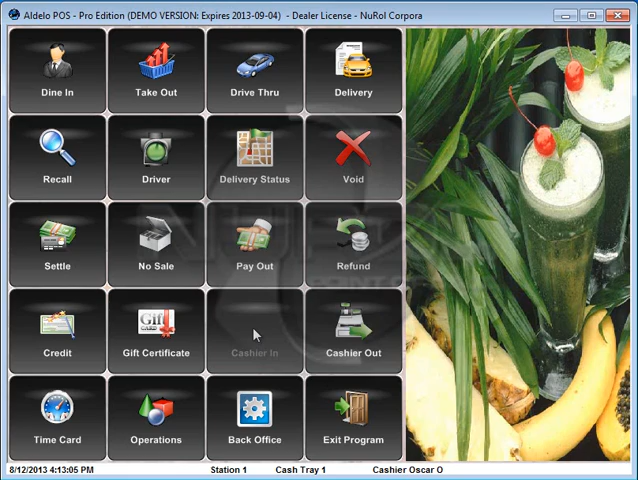 Aldelo POS - Pro Edition (DEMO VERSION: Expires 2013-09-04) - Dealer License - NuRol Corpora
Dine In
Take Out
Drive Thru
Delivery
Recall
Driver
Delivery Status
Void
Settle
No Sale
Pay Out
Refund
Credit
Gift Certificate
Cashier In
Cashier Out
Gift
CARD
Time Card
Operations
Back Office
Exit Program
8/12/2013 4:13:05 PM Station 1 Cash Tray 1 Cashier Oscar O